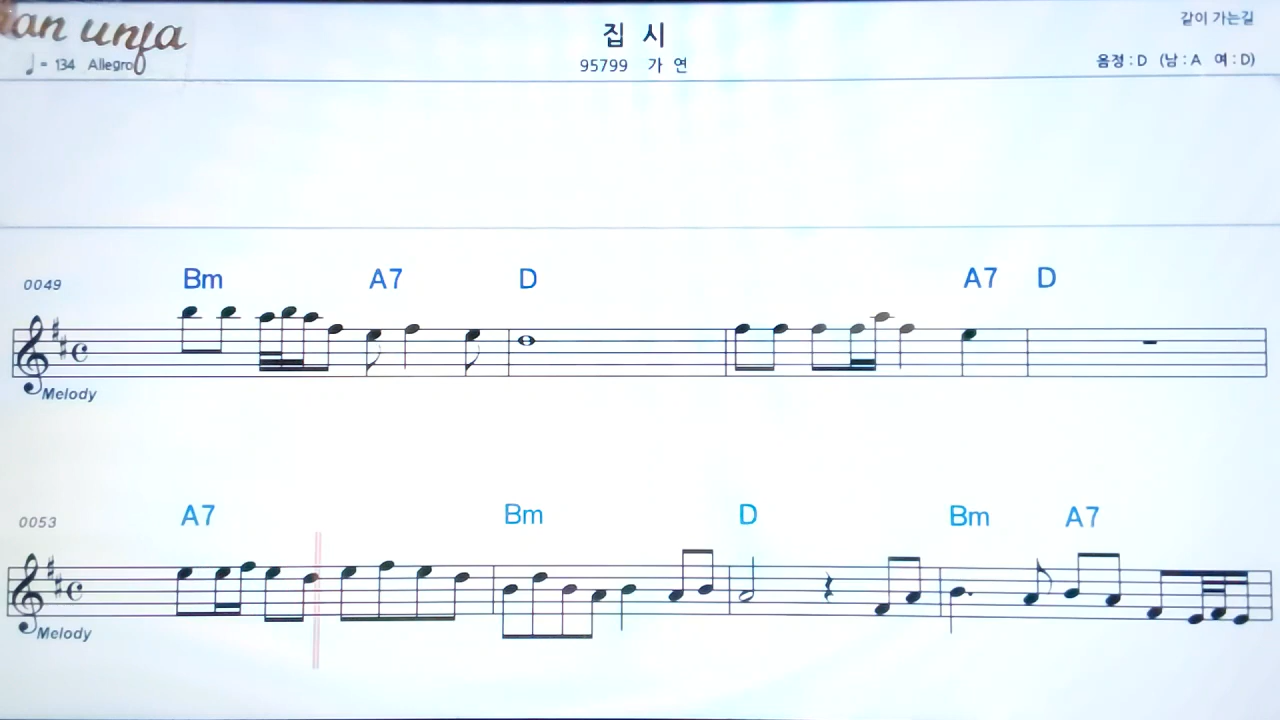 an unja
집 시
같이 가는길
♩= 134 Allegro
95799 가 연
음정 : D (남 : A 여 : D)
Bm A7 D A7 D
0049
Melody
A7 Bm D Bm A7
0053
Melody